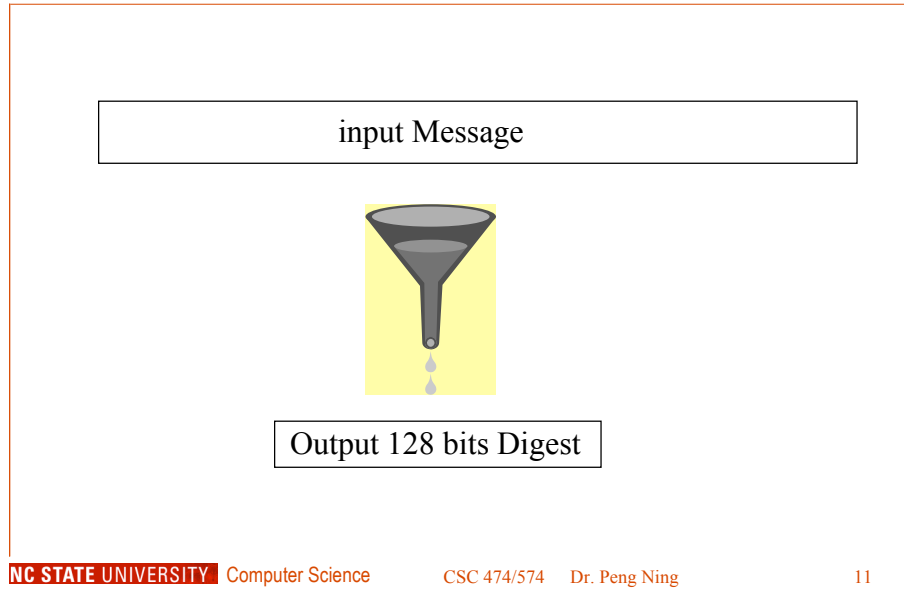 input Message
Output 128 bits Digest
NC STATE UNIVERSITY Computer Science CSC 474/574 Dr. Peng Ning 11